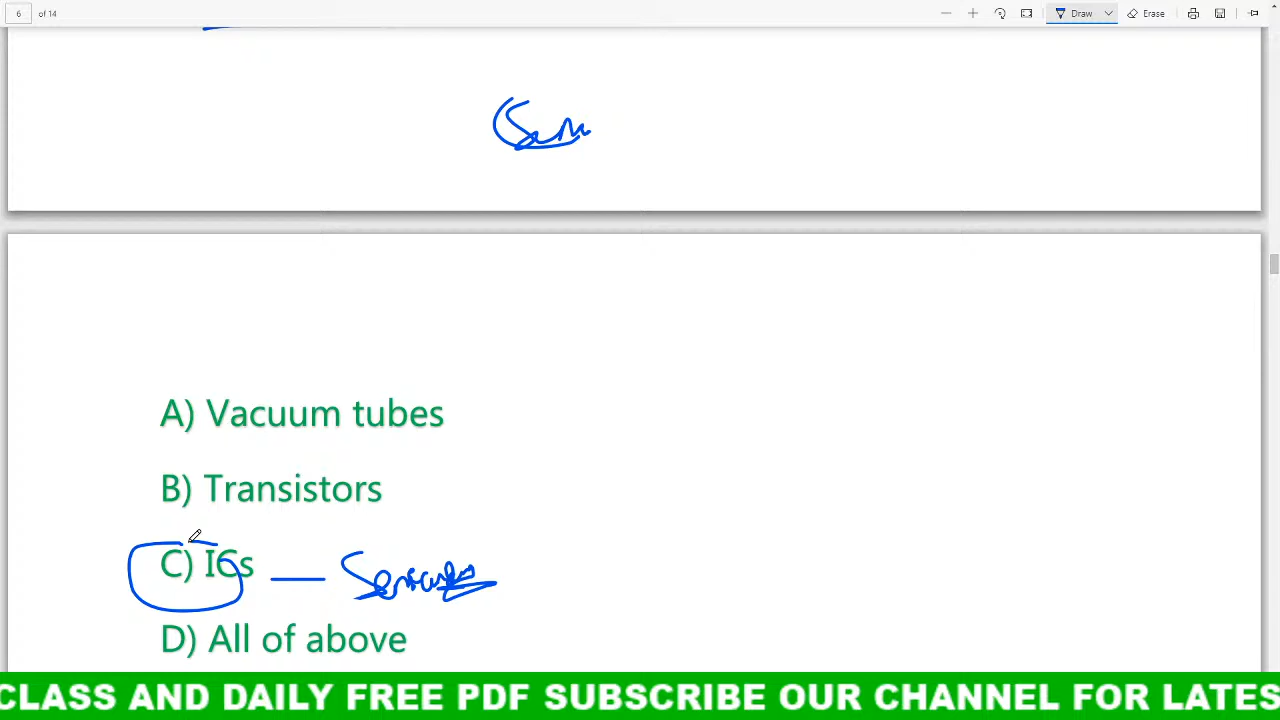 6 of 14
Draw
Erase
A) Vacuum tubes
B) Transistors
C) ICs
D) All of above
CLASS AND DAILY FREE PDF SUBSCRIBE OUR CHANNEL FOR LATES